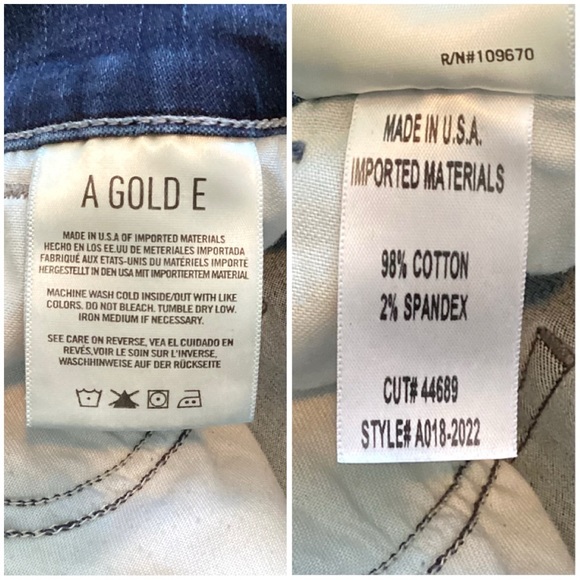 A GOLD E
MADE IN U.S.A OF IMPORTED MATERIALS
HECHO EN LOS EE.UU DE METERIALES IMPORTADA
FABRIQUÉ AUX ETATS-UNIS DU MATÉRIELS IMPORTÉ
HERGESTELLT IN DEN USA MIT IMPORTIERTEM MATERIAL
MACHINE WASH COLD INSIDE/OUT WITH LIKE
COLORS. DO NOT BLEACH. TUMBLE DRY LOW.
IRON MEDIUM IF NECESSARY.
SEE CARE ON REVERSE, VEA EL CUIDADO EN
REVÉS,VOIR LE SOIN SUR L'INVERSE,
WASCHHINWEISE AUF DER RÜCKSEITE
R/N#109670
MADE IN U.S.A.
IMPORTED MATERIALS
98% COTTON
2% SPANDEX
CUT# 44689
STYLE# A018-2022